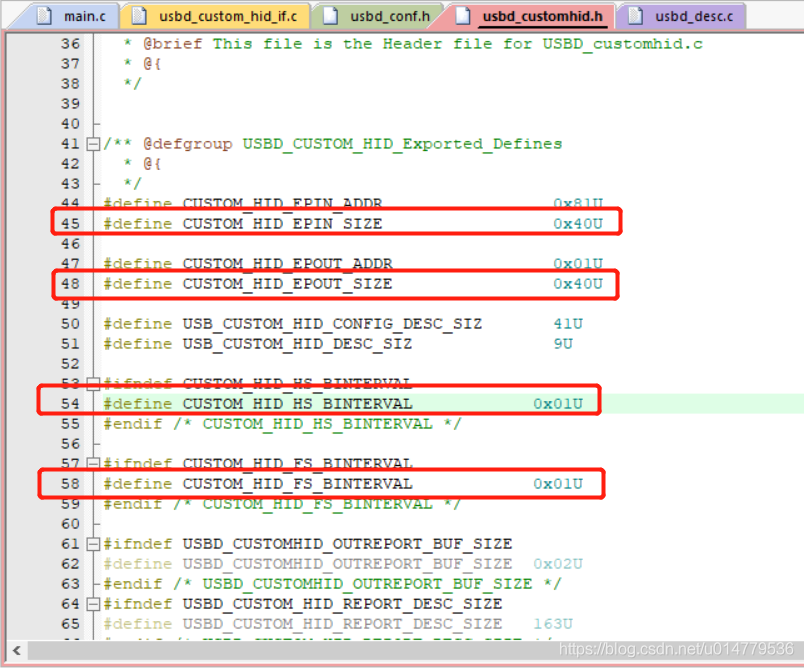 main.c usbd_custom_hid_if.c usbd_conf.h usbd_customhid.h usbd_desc.c
36 * @brief This file is the Header file for USBD_customhid.c
37 * @{
38 */
39
40
41 /** @defgroup USBD_CUSTOM_HID_Exported_Defines
42 * @{
43 */
44 #define CUSTOM_HID_EPIN_ADDR 0x81U
45 #define CUSTOM_HID_EPIN_SIZE 0x40U
46
47 #define CUSTOM_HID_EPOUT_ADDR 0x01U
48 #define CUSTOM_HID_EPOUT_SIZE 0x40U
49
50 #define USB_CUSTOM_HID_CONFIG_DESC_SIZ 41U
51 #define USB_CUSTOM_HID_DESC_SIZ 9U
52
53 #ifndef CUSTOM_HID_HS_BINTERVAL
54 #define CUSTOM_HID_HS_BINTERVAL 0x01U
55 #endif /* CUSTOM_HID_HS_BINTERVAL */
56
57 #ifndef CUSTOM_HID_FS_BINTERVAL
58 #define CUSTOM_HID_FS_BINTERVAL 0x01U
59 #endif /* CUSTOM_HID_FS_BINTERVAL */
60
61 #ifndef USBD_CUSTOMHID_OUTREPORT_BUF_SIZE
62 #define USBD_CUSTOMHID_OUTREPORT_BUF_SIZE 0x02U
63 #endif /* USBD_CUSTOMHID_OUTREPORT_BUF_SIZE */
64 #ifndef USBD_CUSTOM_HID_REPORT_DESC_SIZE
65 #define USBD_CUSTOM_HID_REPORT_DESC_SIZE 163U
https://blog.csdn.net/u014779536